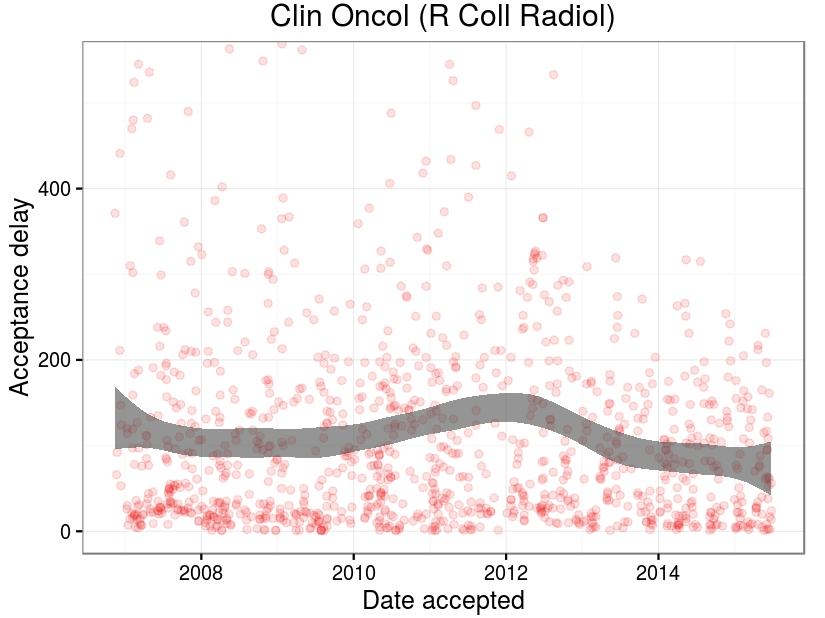 Clin Oncol (R Coll Radiol)
Acceptance delay
400
200
0
2008 2010 2012 2014
Date accepted